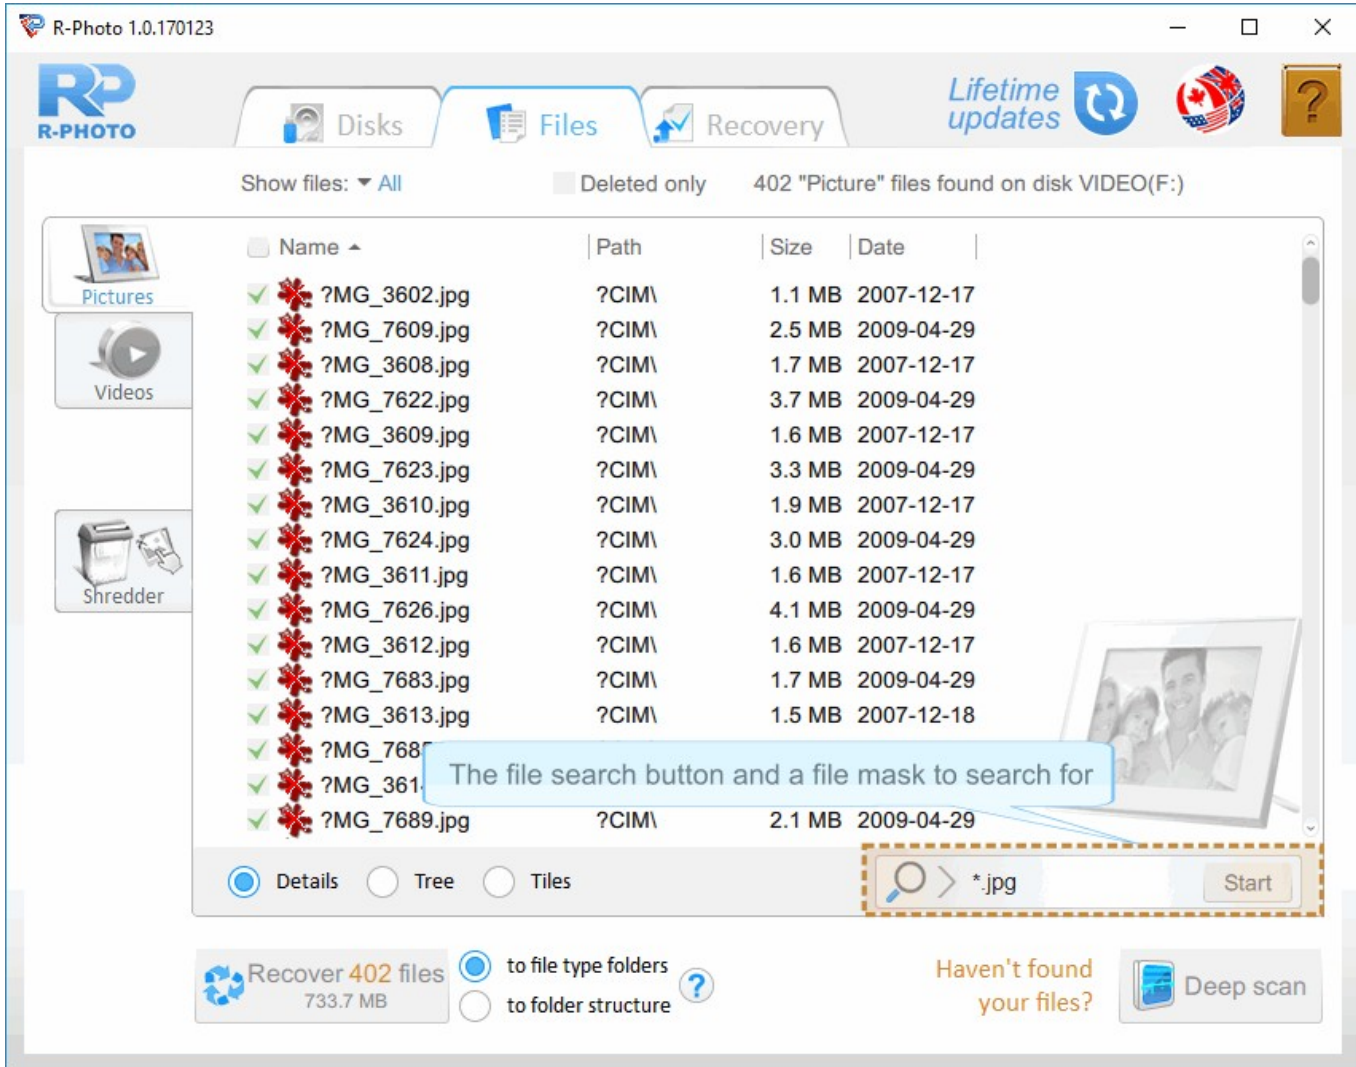 R-Photo 1.0.170123
RP
R-PHOTO
Disks
Files
Recovery
Lifetime
updates
?
Show files: All
Deleted only
402 "Picture" files found on disk VIDEO(F:)
Pictures
Videos
Shredder
Name Path Size Date
?MG_3602.jpg ?CIM\ 1.1 MB 2007-12-17
?MG_7609.jpg ?CIM\ 2.5 MB 2009-04-29
?MG_3608.jpg ?CIM\ 1.7 MB 2007-12-17
?MG_7622.jpg ?CIM\ 3.7 MB 2009-04-29
?MG_3609.jpg ?CIM\ 1.6 MB 2007-12-17
?MG_7623.jpg ?CIM\ 3.3 MB 2009-04-29
?MG_3610.jpg ?CIM\ 1.9 MB 2007-12-17
?MG_7624.jpg ?CIM\ 3.0 MB 2009-04-29
?MG_3611.jpg ?CIM\ 1.6 MB 2007-12-17
?MG_7626.jpg ?CIM\ 4.1 MB 2009-04-29
?MG_3612.jpg ?CIM\ 1.6 MB 2007-12-17
?MG_7683.jpg ?CIM\ 1.7 MB 2009-04-29
?MG_3613.jpg ?CIM\ 1.5 MB 2007-12-18
?MG_768
?MG_361
The file search button and a file mask to search for
?MG_7689.jpg ?CIM\ 2.1 MB 2009-04-29
Details Tree Tiles
*.jpg
Start
Recover 402 files
733.7 MB
to file type folders
to folder structure
?
Haven't found
your files?
Deep scan